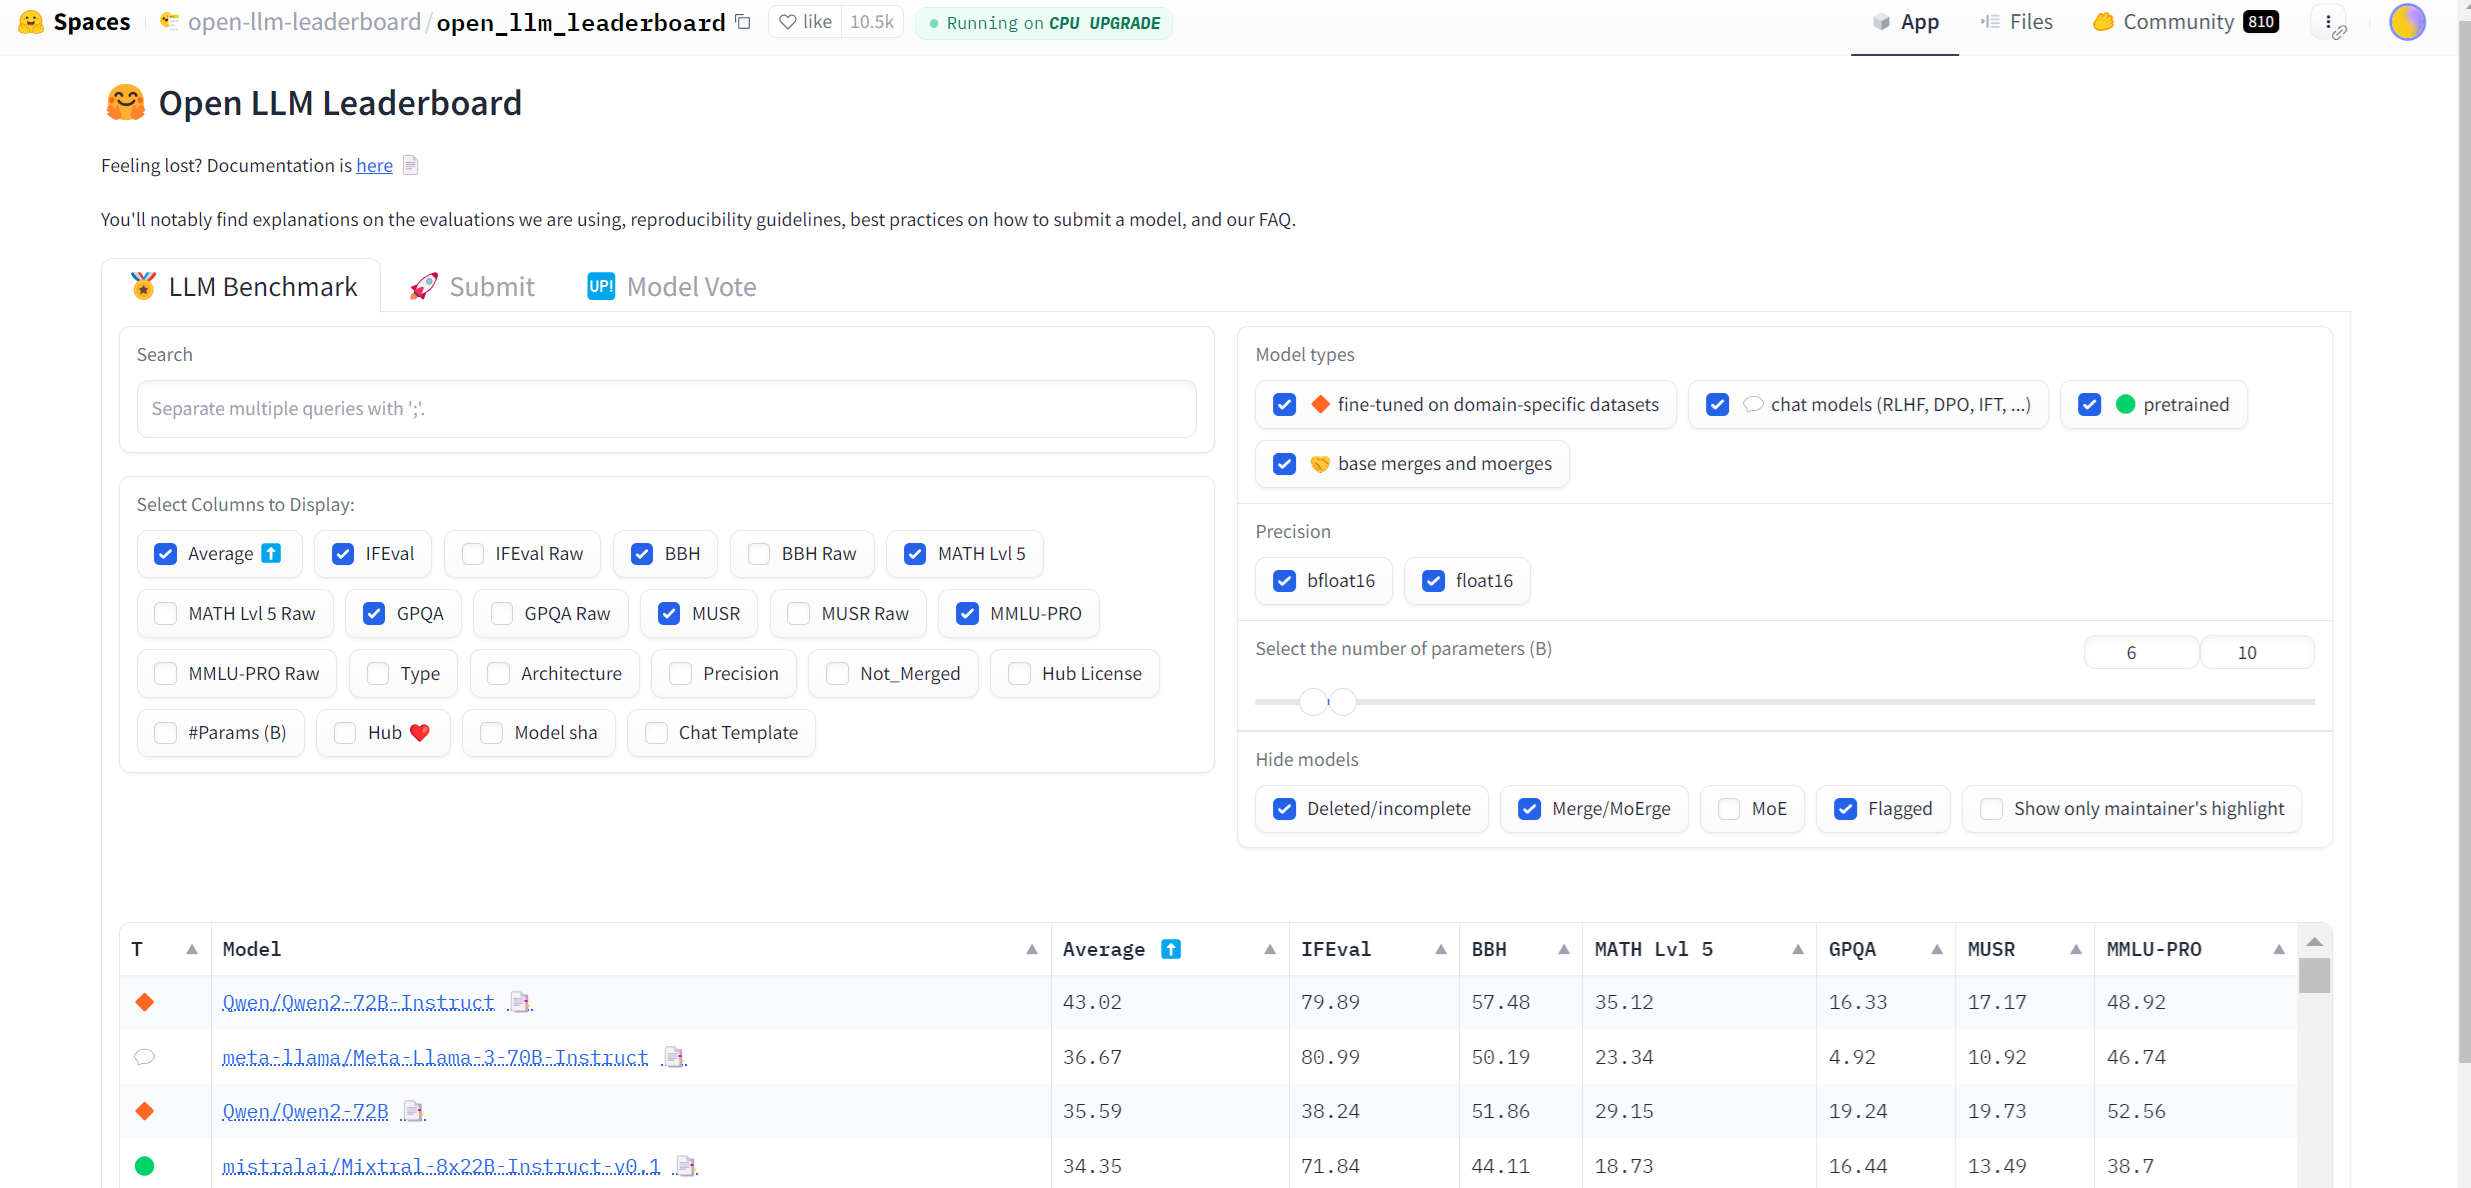 Spaces open-llm-leaderboard/open_llm_leaderboard like 10.5k Running on CPU UPGRADE App Files Community 810
Open LLM Leaderboard
Feeling lost? Documentation is here
You'll notably find explanations on the evaluations we are using, reproducibility guidelines, best practices on how to submit a model, and our FAQ.
LLM Benchmark Submit UP! Model Vote
Search
Separate multiple queries with ';'.
Select Columns to Display:
Average IFEval IFEval Raw BBH BBH Raw MATH Lvl 5
MATH Lvl 5 Raw GPQA GPQA Raw MUSR MUSR Raw MMLU-PRO
MMLU-PRO Raw Type Architecture Precision Not_Merged Hub License
#Params (B) Hub Model sha Chat Template
Model types
fine-tuned on domain-specific datasets chat models (RLHF, DPO, IFT, ...) pretrained
base merges and moerges
Precision
bfloat16 float16
Select the number of parameters (B) 6 10
Hide models
Deleted/incomplete Merge/MoErge MoE Flagged Show only maintainer's highlight
T Model Average IFEval BBH MATH Lvl 5 GPQA MUSR MMLU-PRO
Qwen/Qwen2-72B-Instruct 43.02 79.89 57.48 35.12 16.33 17.17 48.92
meta-llama/Meta-Llama-3-70B-Instruct 36.67 80.99 50.19 23.34 4.92 10.92 46.74
Qwen/Qwen2-72B 35.59 38.24 51.86 29.15 19.24 19.73 52.56
mistralai/Mixtral-8x22B-Instruct-v0.1 34.35 71.84 44.11 18.73 16.44 13.49 38.7